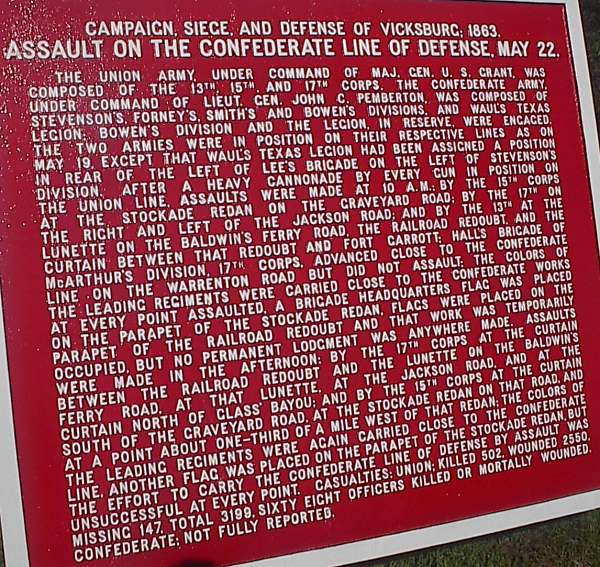 CAMPAIGN, SIEGE, AND DEFENSE OF VICKSBURG; 1863.
ASSAULT ON THE CONFEDERATE LINE OF DEFENSE, MAY 22.
THE UNION ARMY, UNDER COMMAND OF MAJ. GEN. U. S. GRANT, WAS
COMPOSED OF THE 13TH, 15TH, AND 17TH CORPS. THE CONFEDERATE ARMY,
UNDER COMMAND OF LIEUT. GEN. JOHN C. PEMBERTON, WAS COMPOSED OF
STEVENSON'S, FORNEY'S, SMITH'S AND BOWEN'S DIVISIONS, AND WAUL'S TEXAS
LEGION; BOWEN'S DIVISION AND THE LEGION, IN RESERVE, WERE ENGAGED.
THE TWO ARMIES WERE IN POSITION ON THEIR RESPECTIVE LINES AS ON
MAY 19, EXCEPT THAT WAUL'S TEXAS LEGION HAD BEEN ASSIGNED A POSITION
IN REAR OF THE LEFT OF LEE'S BRIGADE ON THE LEFT OF STEVENSON'S
DIVISION. AFTER A HEAVY CANNONADE BY EVERY GUN IN POSITION ON
THE UNION LINE, ASSAULTS WERE MADE AT 10 A.M.; BY THE 15TH CORPS
AT THE STOCKADE REDAN ON THE GRAVEYARD ROAD; BY THE 17TH ON
THE RIGHT AND LEFT OF THE JACKSON ROAD; AND BY THE 13TH AT THE
LUNETTE ON THE BALDWIN'S FERRY ROAD, THE RAILROAD REDOUBT, AND THE
CURTAIN BETWEEN THAT REDOUBT AND FORT GARROTT; HALL'S BRIGADE OF
MCARTHUR'S DIVISION, 17TH CORPS, ADVANCED CLOSE TO THE CONFEDERATE
LINE ON THE WARRENTON ROAD BUT DID NOT ASSAULT; THE COLORS OF
THE LEADING REGIMENTS WERE CARRIED CLOSE TO THE CONFEDERATE WORKS
AT EVERY POINT ASSAULTED, A BRIGADE HEADQUARTERS FLAG WAS PLACED
ON THE PARAPET OF THE STOCKADE REDAN, FLAGS WERE PLACED ON THE
PARAPET OF THE RAILROAD REDOUBT AND THAT WORK WAS TEMPORARILY
OCCUPIED, BUT NO PERMANENT LODGMENT WAS ANYWHERE MADE. ASSAULTS
WERE MADE IN THE AFTERNOON; BY THE 17TH CORPS AT THE CURTAIN
BETWEEN THE RAILROAD REDOUBT AND THE LUNETTE ON THE BALDWIN'S
FERRY ROAD, AT THAT LUNETTE, AT THE JACKSON ROAD, AND AT THE
CURTAIN NORTH OF GLASS' BAYOU; AND BY THE 15TH CORPS AT THE CURTAIN
SOUTH OF THE GRAVEYARD ROAD, AT THE STOCKADE REDAN ON THAT ROAD, AND
AT A POINT ABOUT ONE-THIRD OF A MILE WEST OF THAT REDAN; THE COLORS OF
THE LEADING REGIMENTS WERE AGAIN CARRIED CLOSE TO THE CONFEDERATE
LINE, ANOTHER FLAG WAS PLACED ON THE PARAPET OF THE STOCKADE REDAN, BUT
THE EFFORT TO CARRY THE CONFEDERATE LINE OF DEFENSE BY ASSAULT WAS
UNSUCCESSFUL AT EVERY POINT. CASUALTIES: UNION; KILLED 502, WOUNDED 2550,
MISSING 147, TOTAL 3199, SIXTY EIGHT OFFICERS KILLED OR MORTALLY WOUNDED.
CONFEDERATE; NOT FULLY REPORTED.